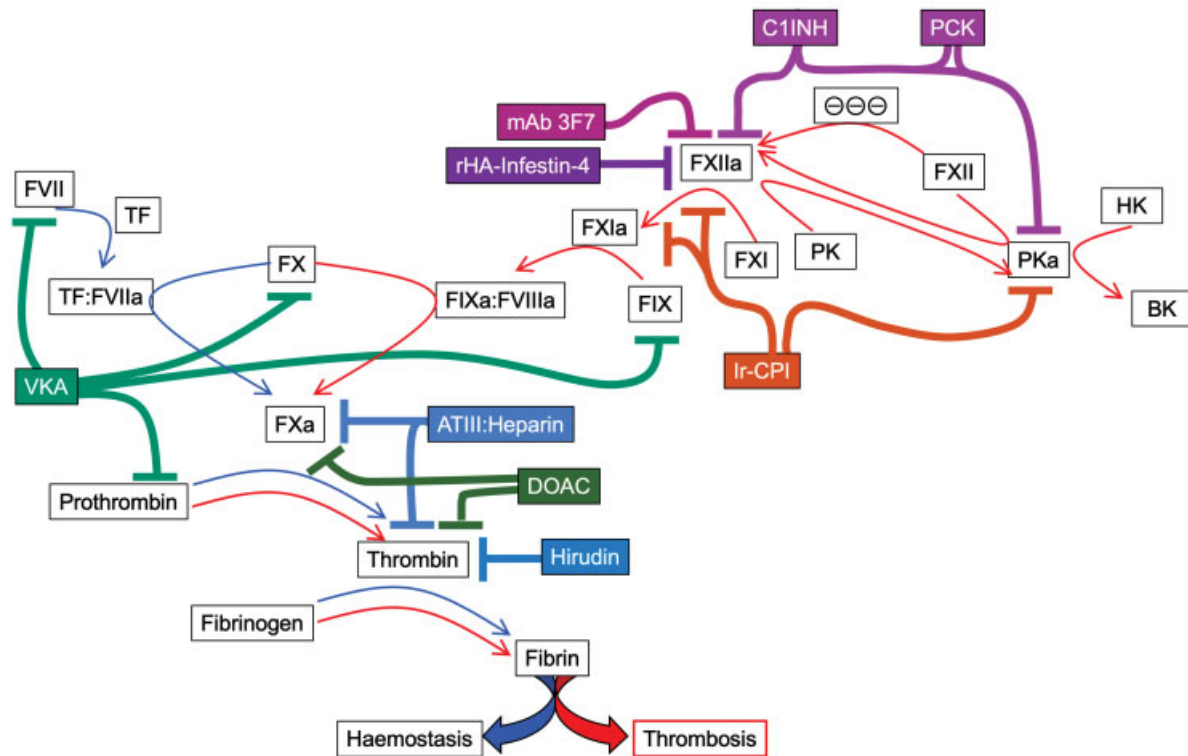 C1INH
PCK
⊖⊖⊖
mAb 3F7
rHA-Infestin-4
FXIIa
FXII
FVII
TF
HK
FXIa
FXI
PK
PKa
FX
TF:FVIIa
FIXa:FVIIIa
FIX
BK
VKA
Ir-CPI
FXa
ATIII:Heparin
DOAC
Prothrombin
Thrombin
Hirudin
Fibrinogen
Fibrin
Haemostasis
Thrombosis